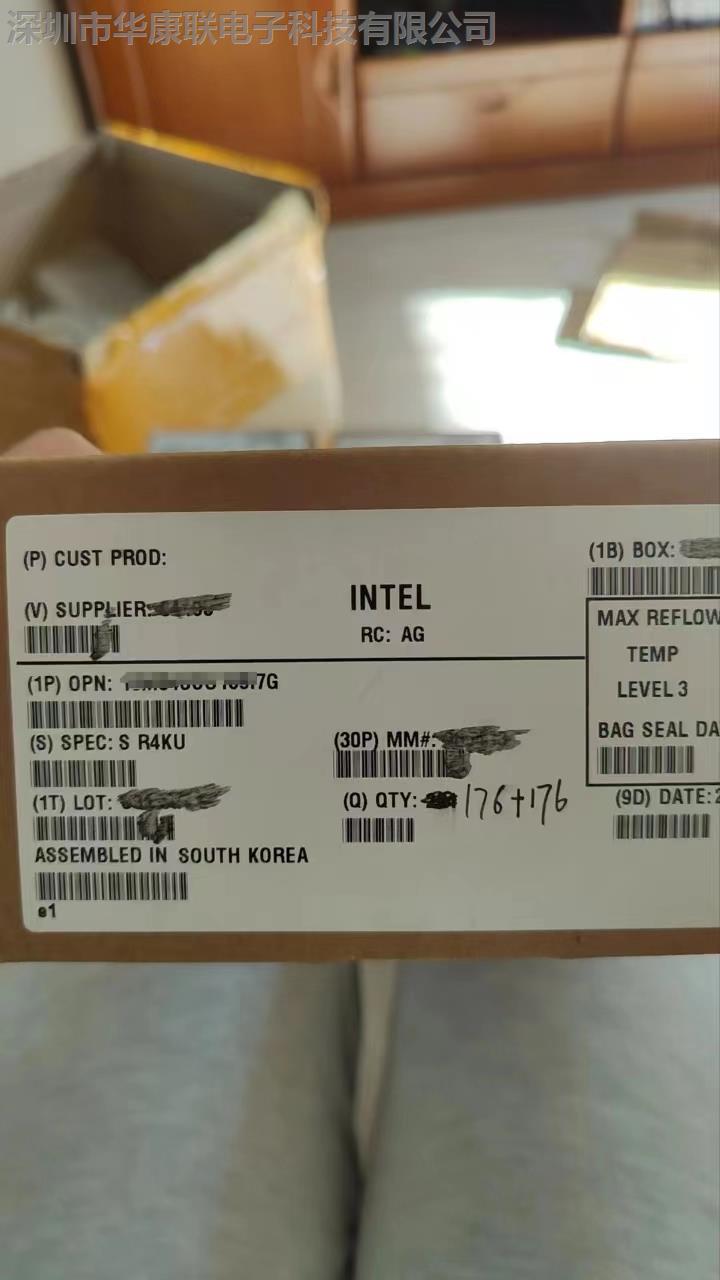 深圳市华康联电子科技有限公司
(P) CUST PROD:
(1B) BOX:
(V) SUPPLIER:
INTEL
RC: AG
MAX REFLOW
TEMP
LEVEL 3
BAG SEAL DA
(1P) OPN: 7G
(S) SPEC: S R4KU
(30P) MM#:
(1T) LOT:
(Q) QTY: 176+176
(9D) DATE: 2
ASSEMBLED IN SOUTH KOREA
e1